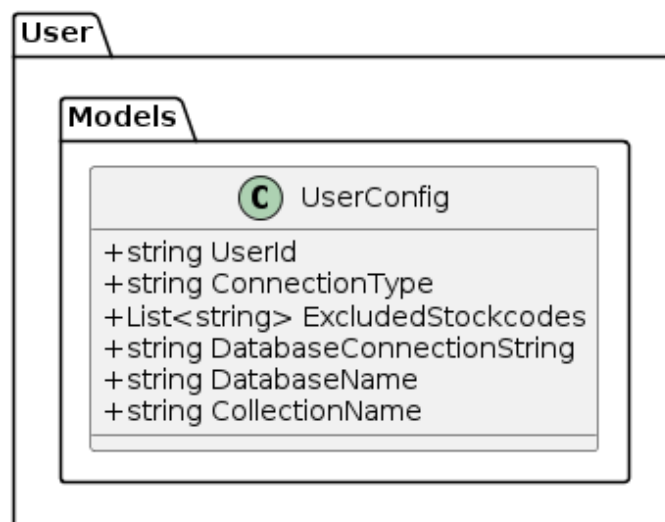 User
Models
C UserConfig
+string UserId
+string ConnectionType
+List<string> ExcludedStockcodes
+string DatabaseConnectionString
+string DatabaseName
+string CollectionName